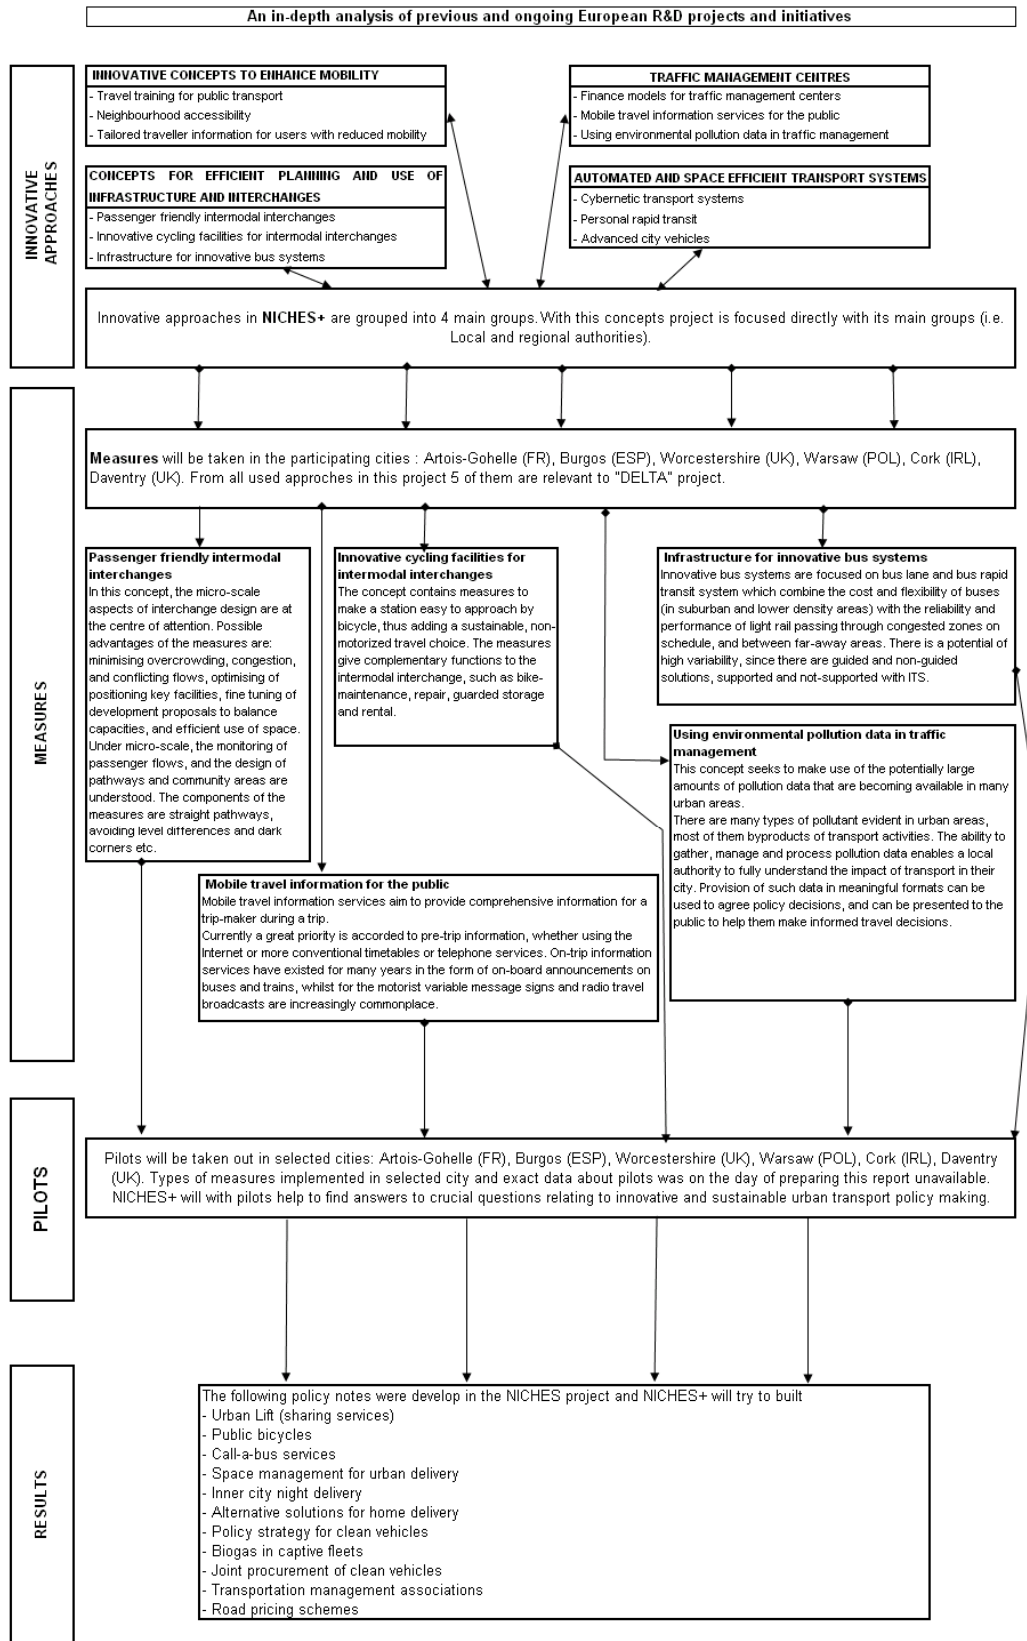 An in-depth analysis of previous and ongoing European R&D projects and initiatives
INNOVATIVE
APPROACHES
INNOVATIVE CONCEPTS TO ENHANCE MOBILITY
- Travel training for public transport
- Neighbourhood accessibility
- Tailored traveller information for users with reduced mobility
TRAFFIC MANAGEMENT CENTRES
- Finance models for traffic management centers
- Mobile travel information services for the public
- Using environmental pollution data in traffic management
CONCEPTS FOR EFFICIENT PLANNING AND USE OF
INFRASTRUCTURE AND INTERCHANGES
- Passenger friendly intermodal interchanges
- Innovative cycling facilities for intermodal interchanges
- Infrastructure for innovative bus systems
AUTOMATED AND SPACE EFFICIENT TRANSPORT SYSTEMS
- Cybernetic transport systems
- Personal rapid transit
- Advanced city vehicles
Innovative approaches in NICHES+ are grouped into 4 main groups. With this concepts project is focused directly with its main groups (i.e.
Local and regional authorities).
MEASURES
Measures will be taken in the participating cities : Artois-Gohelle (FR), Burgos (ESP), Worcestershire (UK), Warsaw (POL), Cork (IRL),
Daventry (UK). From all used approches in this project 5 of them are relevant to "DELTA" project.
Passenger friendly intermodal
interchanges
In this concept, the micro-scale
aspects of interchange design are at
the centre of attention. Possible
advantages of the measures are:
minimising overcrowding, congestion,
and conflicting flows, optimising of
positioning key facilities, fine tuning of
development proposals to balance
capacities, and efficient use of space.
Under micro-scale, the monitoring of
passenger flows, and the design of
pathways and community areas are
understood. The components of the
measures are straight pathways,
avoiding level differences and dark
corners etc.
Innovative cycling facilities for
intermodal interchanges
The concept contains measures to
make a station easy to approach by
bicycle, thus adding a sustainable, non-
motorized travel choice. The measures
give complementary functions to the
intermodal interchange, such as bike-
maintenance, repair, guarded storage
and rental.
Infrastructure for innovative bus systems
Innovative bus systems are focused on bus lane and bus rapid
transit system which combine the cost and flexibility of buses
(in suburban and lower density areas) with the reliability and
performance of light rail passing through congested zones on
schedule, and between far-away areas. There is a potential of
high variability, since there are guided and non-guided
solutions, supported and not-supported with ITS.
Using environmental pollution data in traffic
management
This concept seeks to make use of the potentially large
amounts of pollution data that are becoming available in many
urban areas.
There are many types of pollutant evident in urban areas,
most of them byproducts of transport activities. The ability to
gather, manage and process pollution data enables a local
authority to fully understand the impact of transport in their
city. Provision of such data in meaningful formats can be
used to agree policy decisions, and can be presented to the
public to help them make informed travel decisions.
Mobile travel information for the public
Mobile travel information services aim to provide comprehensive information for a
trip-maker during a trip.
Currently a great priority is accorded to pre-trip information, whether using the
Internet or more conventional timetables or telephone services. On-trip information
services have existed for many years in the form of on-board announcements on
buses and trains, whilst for the motorist variable message signs and radio travel
broadcasts are increasingly commonplace.
PILOTS
Pilots will be taken out in selected cities: Artois-Gohelle (FR), Burgos (ESP), Worcestershire (UK), Warsaw (POL), Cork (IRL), Daventry
(UK). Types of measures implemented in selected city and exact data about pilots was on the day of preparing this report unavailable.
NICHES+ will with pilots help to find answers to crucial questions relating to innovative and sustainable urban transport policy making.
RESULTS
The following policy notes were develop in the NICHES project and NICHES+ will try to built
- Urban Lift (sharing services)
- Public bicycles
- Call-a-bus services
- Space management for urban delivery
- Inner city night delivery
- Alternative solutions for home delivery
- Policy strategy for clean vehicles
- Biogas in captive fleets
- Joint procurement of clean vehicles
- Transportation management associations
- Road pricing schemes